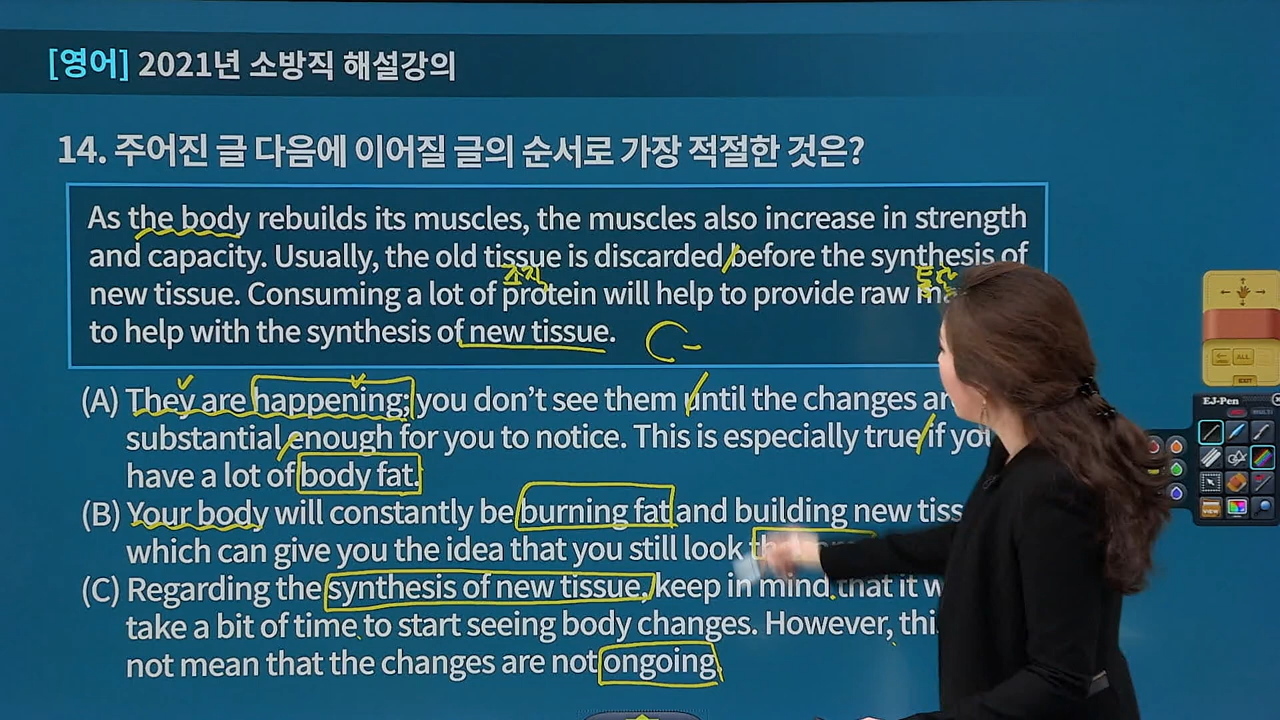 [영어] 2021년 소방직 해설강의
14. 주어진 글 다음에 이어질 글의 순서로 가장 적절한 것은?
As the body rebuilds its muscles, the muscles also increase in strength
and capacity. Usually, the old tissue is discarded before the synthesis of
조직
new tissue. Consuming a lot of protein will help to provide raw
to help with the synthesis of new tissue.
(A) They are happening; you don't see them until the changes
substantial enough for you to notice. This is especially true if you
have a lot of body fat.
(B) Your body will constantly be burning fat and building new
which can give you the idea that you still look
(C) Regarding the synthesis of new tissue, keep in mind that it
take a bit of time to start seeing body changes. However,
not mean that the changes are not ongoing.
ALL
EXIT
EJ-Pen
MULTI
VIEW